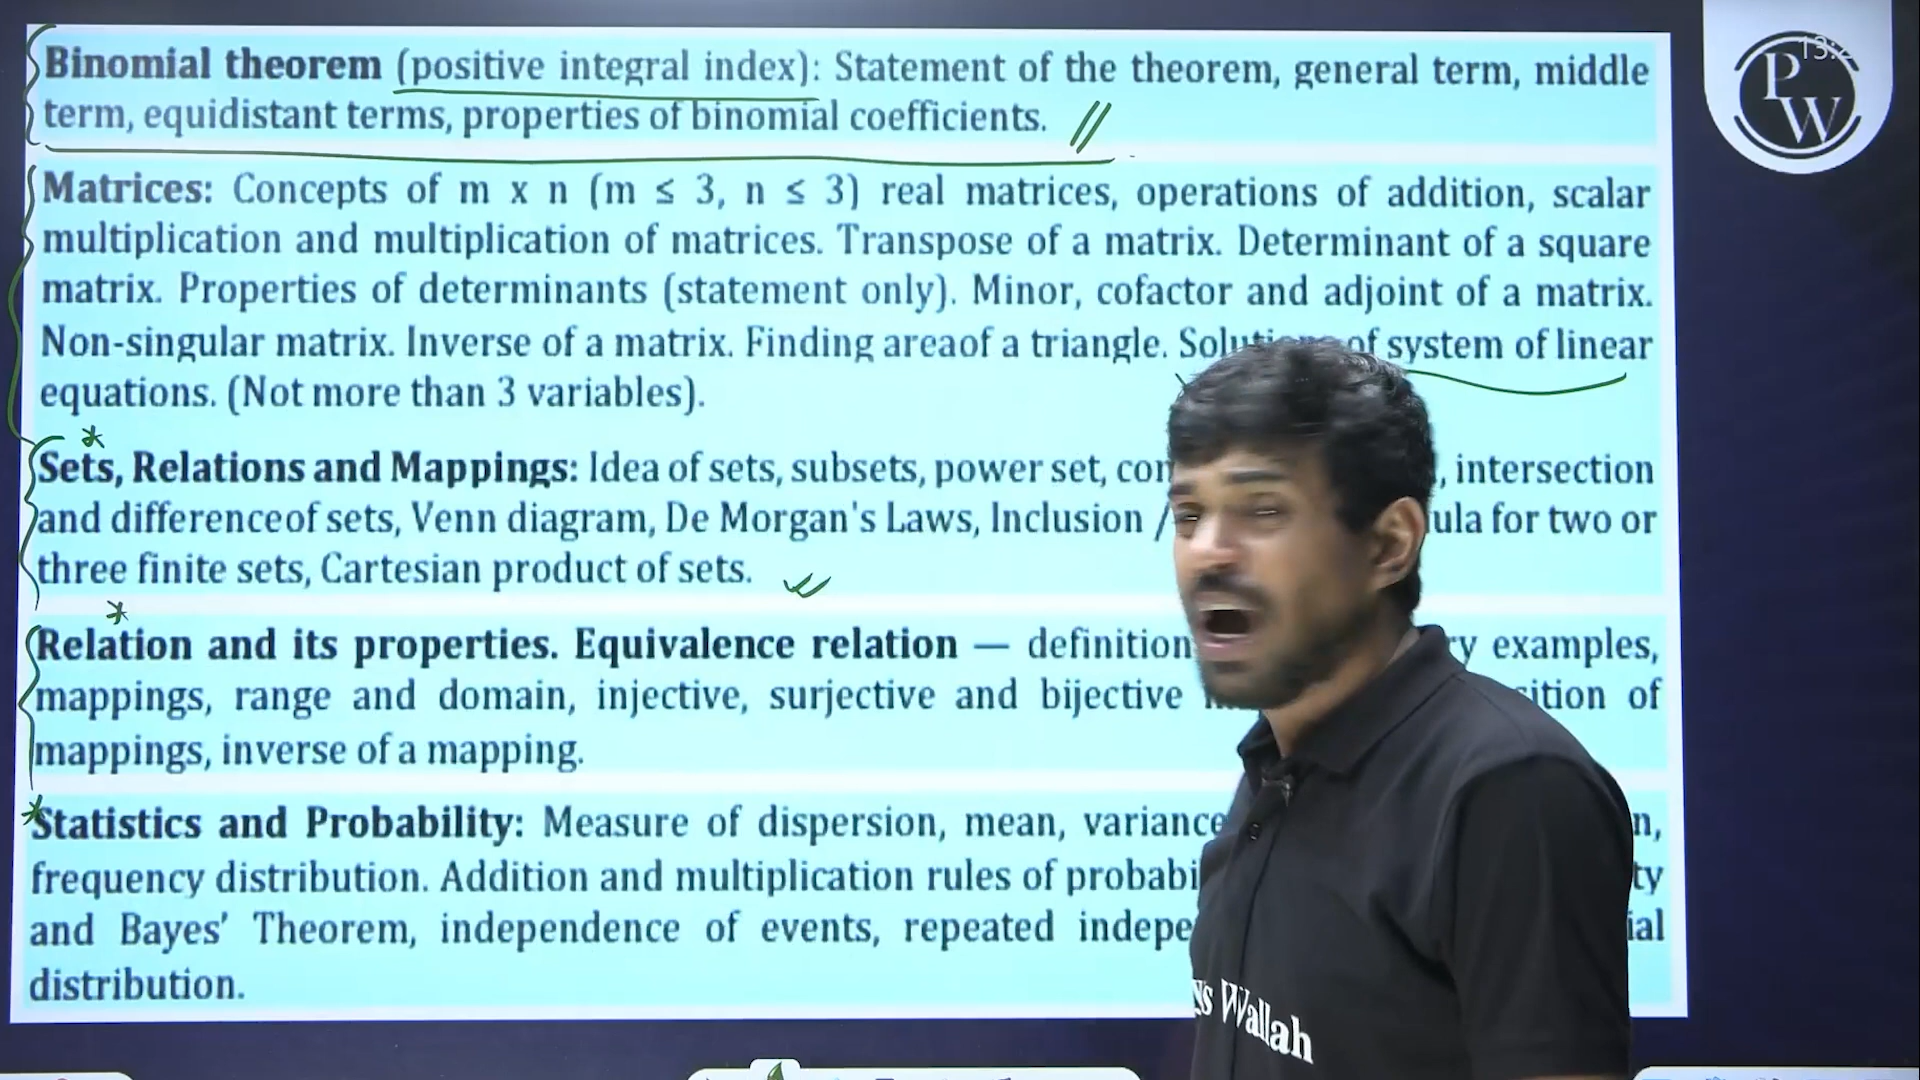 Binomial theorem (positive integral index): Statement of the theorem, general term, middle
term, equidistant terms, properties of binomial coefficients.
Matrices: Concepts of m x n (m ≤ 3, n ≤ 3) real matrices, operations of addition, scalar
multiplication and multiplication of matrices. Transpose of a matrix. Determinant of a square
matrix. Properties of determinants (statement only). Minor, cofactor and adjoint of a matrix.
Non-singular matrix. Inverse of a matrix. Finding areaof a triangle. of system of linear
equations. (Not more than 3 variables).
Sets, Relations and Mappings: Idea of sets, subsets, power set, , intersection
and differenceof sets, Venn diagram, De Morgan's Laws, Inclusion / for two or
three finite sets, Cartesian product of sets.
Relation and its properties. Equivalence relation — definition examples,
mappings, range and domain, injective, surjective and bijective of
mappings, inverse of a mapping.
Statistics and Probability: Measure of dispersion, mean, variance
frequency distribution. Addition and multiplication rules of
and Bayes' Theorem, independence of events, repeated
distribution.
PW
Wallah